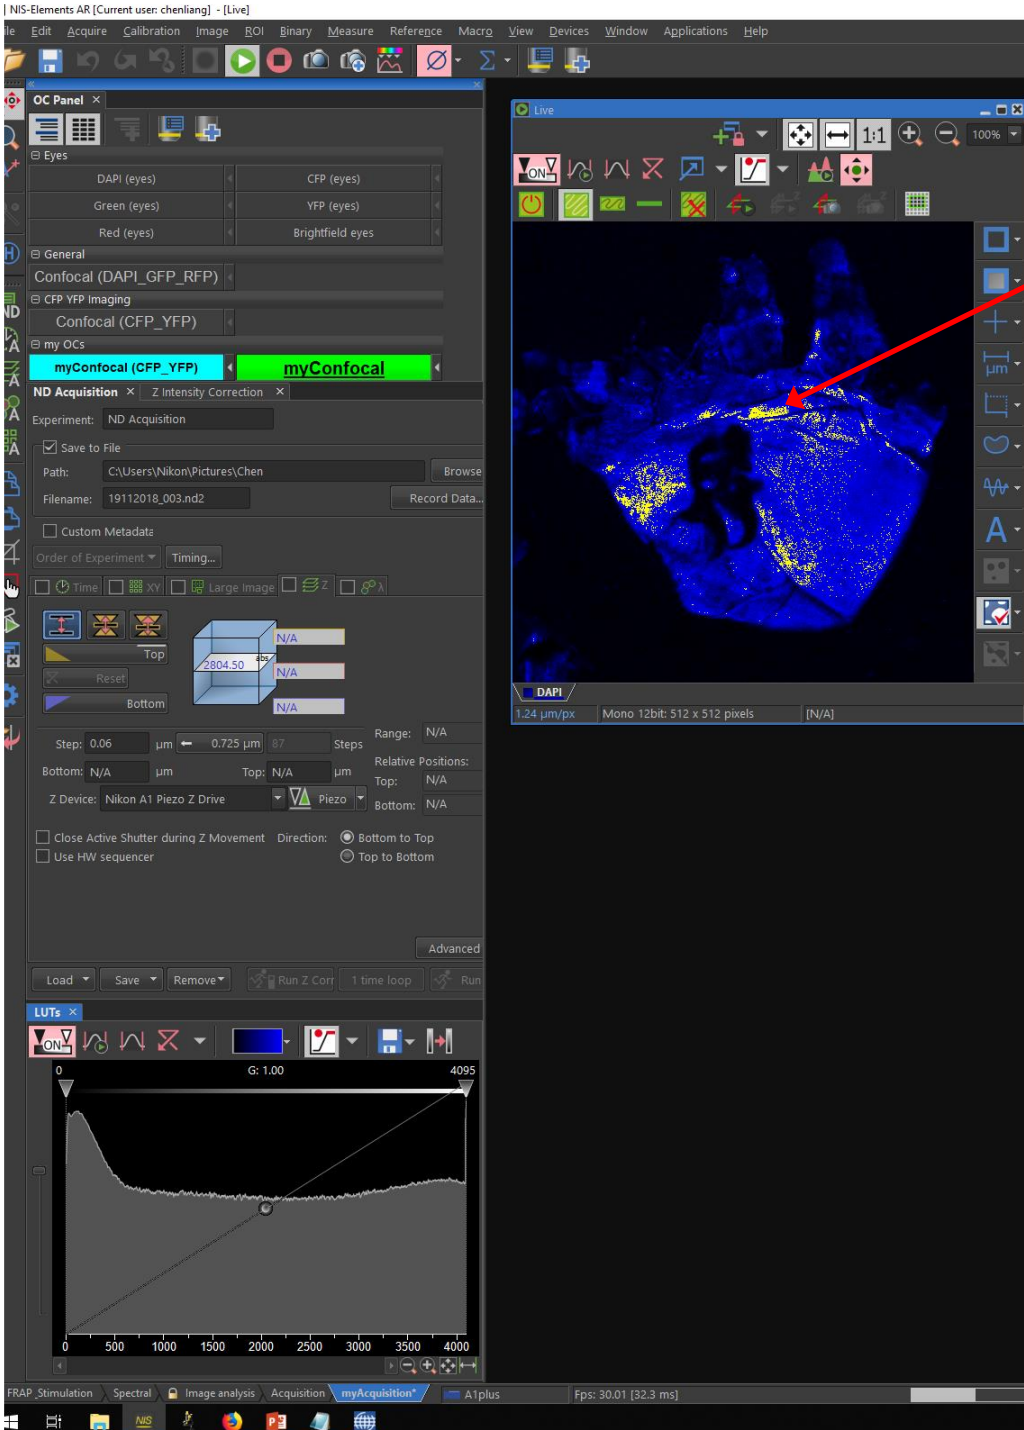 NIS-Elements AR [Current user: chenliang] - [Live]
Edit Acquire Calibration Image ROI Binary Measure Reference Macro View Devices Window Applications Help
OC Panel
Eyes
DAPI (eyes) CFP (eyes)
Green (eyes) YFP (eyes)
Red (eyes) Brightfield eyes
General
Confocal (DAPI_GFP_RFP)
CFP YFP Imaging
Confocal (CFP_YFP)
my OCs
myConfocal (CFP_YFP) myConfocal
ND Acquisition Z Intensity Correction
Experiment: ND Acquisition
Save to File
Path: C:\Users\Nikon\Pictures\Chen Browse
Filename: 19112018_003.nd2 Record Data...
Custom Metadata
Order of Experiment Timing...
Time XY Large Image Z λ
Top
Reset
Bottom
2804.50 abs
N/A
N/A
N/A
Step: 0.06 µm 0.725 µm 87 Steps
Range: N/A
Relative Positions:
Bottom: N/A µm Top: N/A µm
Top: N/A
Z Device: Nikon A1 Piezo Z Drive Piezo
Bottom: N/A
Close Active Shutter during Z Movement Direction: Bottom to Top
Use HW sequencer Top to Bottom
Advanced
Load Save Remove Run Z Corr 1 time loop Run
LUTs
ON
0 G: 1.00 4095
0 500 1000 1500 2000 2500 3000 3500 4000
Live
1:1 100%
ON
µm
A
DAPI
1.24 µm/px Mono 12bit: 512 x 512 pixels [N/A]
FRAP_Stimulation Spectral Image analysis Acquisition myAcquisition* A1plus Fps: 30.01 [32.3 ms]
NIS